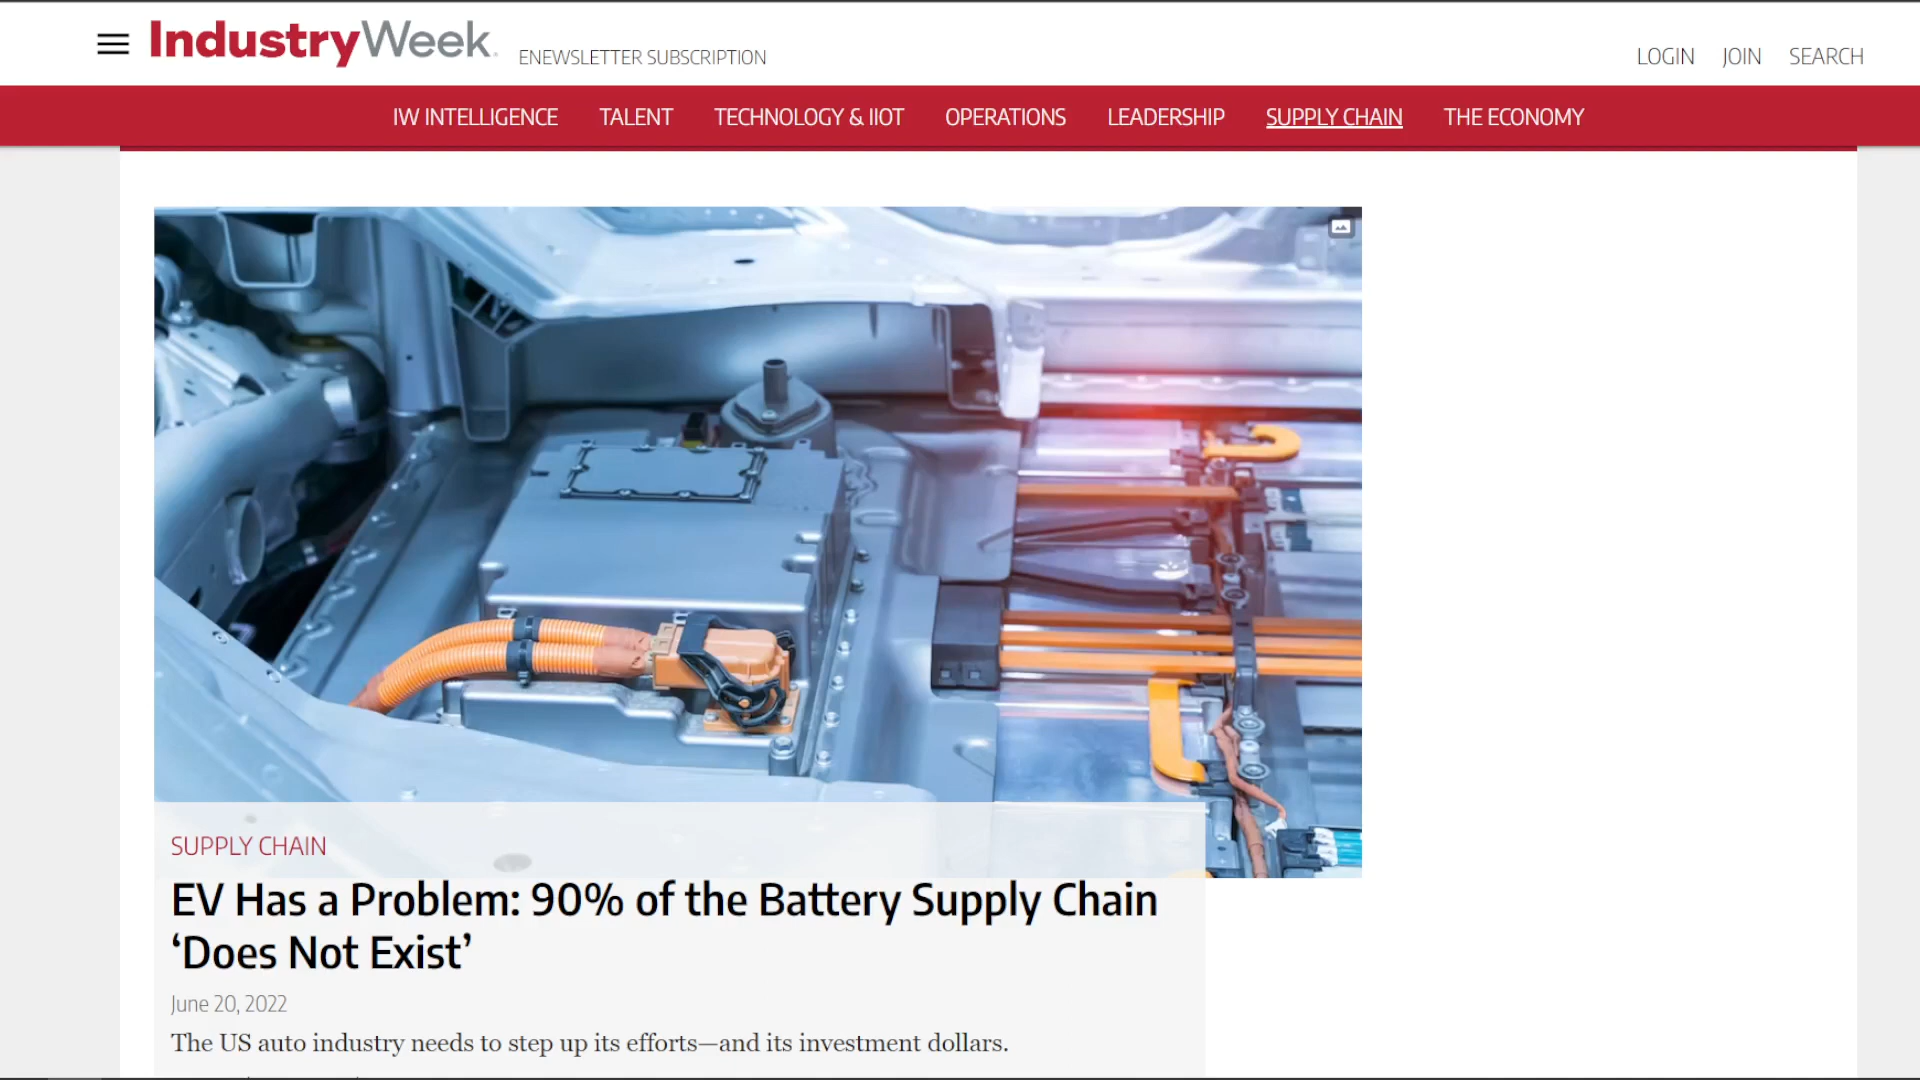 IndustryWeek
ENEWSLETTER SUBSCRIPTION
LOGIN JOIN SEARCH
IW INTELLIGENCE TALENT TECHNOLOGY & IIOT OPERATIONS LEADERSHIP SUPPLY CHAIN THE ECONOMY
SUPPLY CHAIN
EV Has a Problem: 90% of the Battery Supply Chain
‘Does Not Exist’
June 20, 2022
The US auto industry needs to step up its efforts—and its investment dollars.